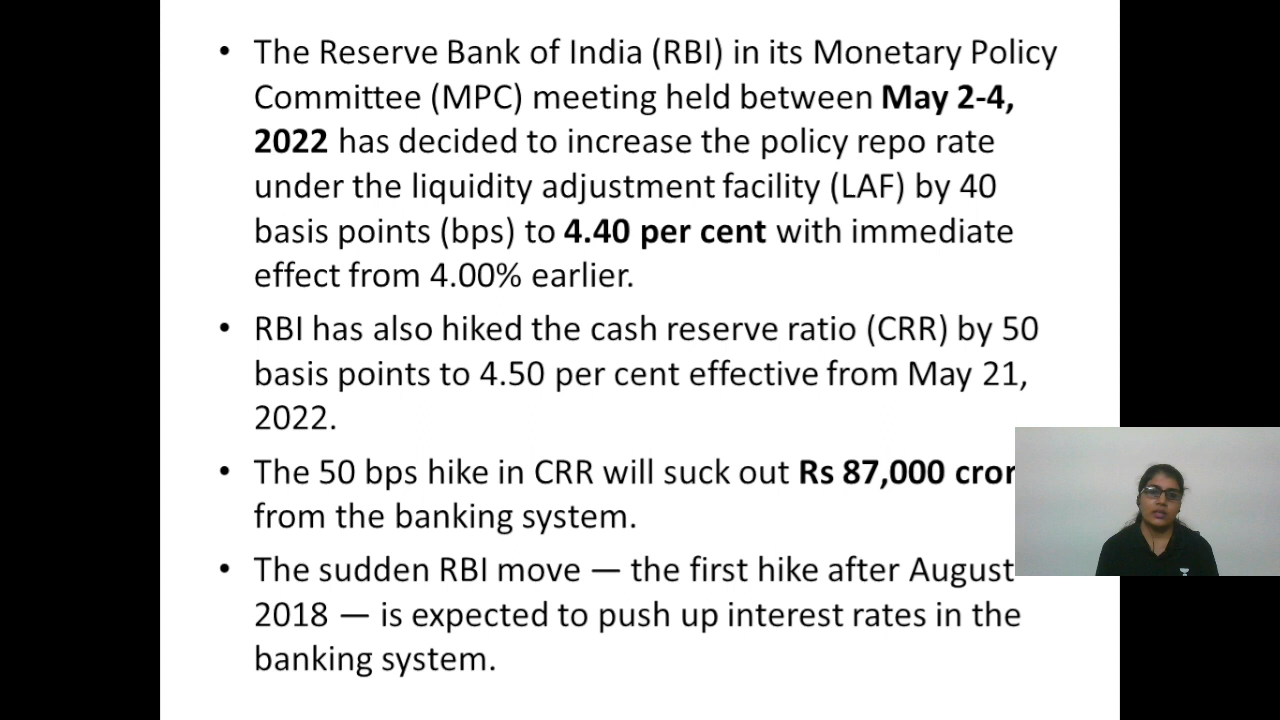 • The Reserve Bank of India (RBI) in its Monetary Policy
Committee (MPC) meeting held between May 2-4,
2022 has decided to increase the policy repo rate
under the liquidity adjustment facility (LAF) by 40
basis points (bps) to 4.40 per cent with immediate
effect from 4.00% earlier.
• RBI has also hiked the cash reserve ratio (CRR) by 50
basis points to 4.50 per cent effective from May 21,
2022.
• The 50 bps hike in CRR will suck out Rs 87,000
from the banking system.
• The sudden RBI move — the first hike after August
2018 — is expected to push up interest rates in the
banking system.